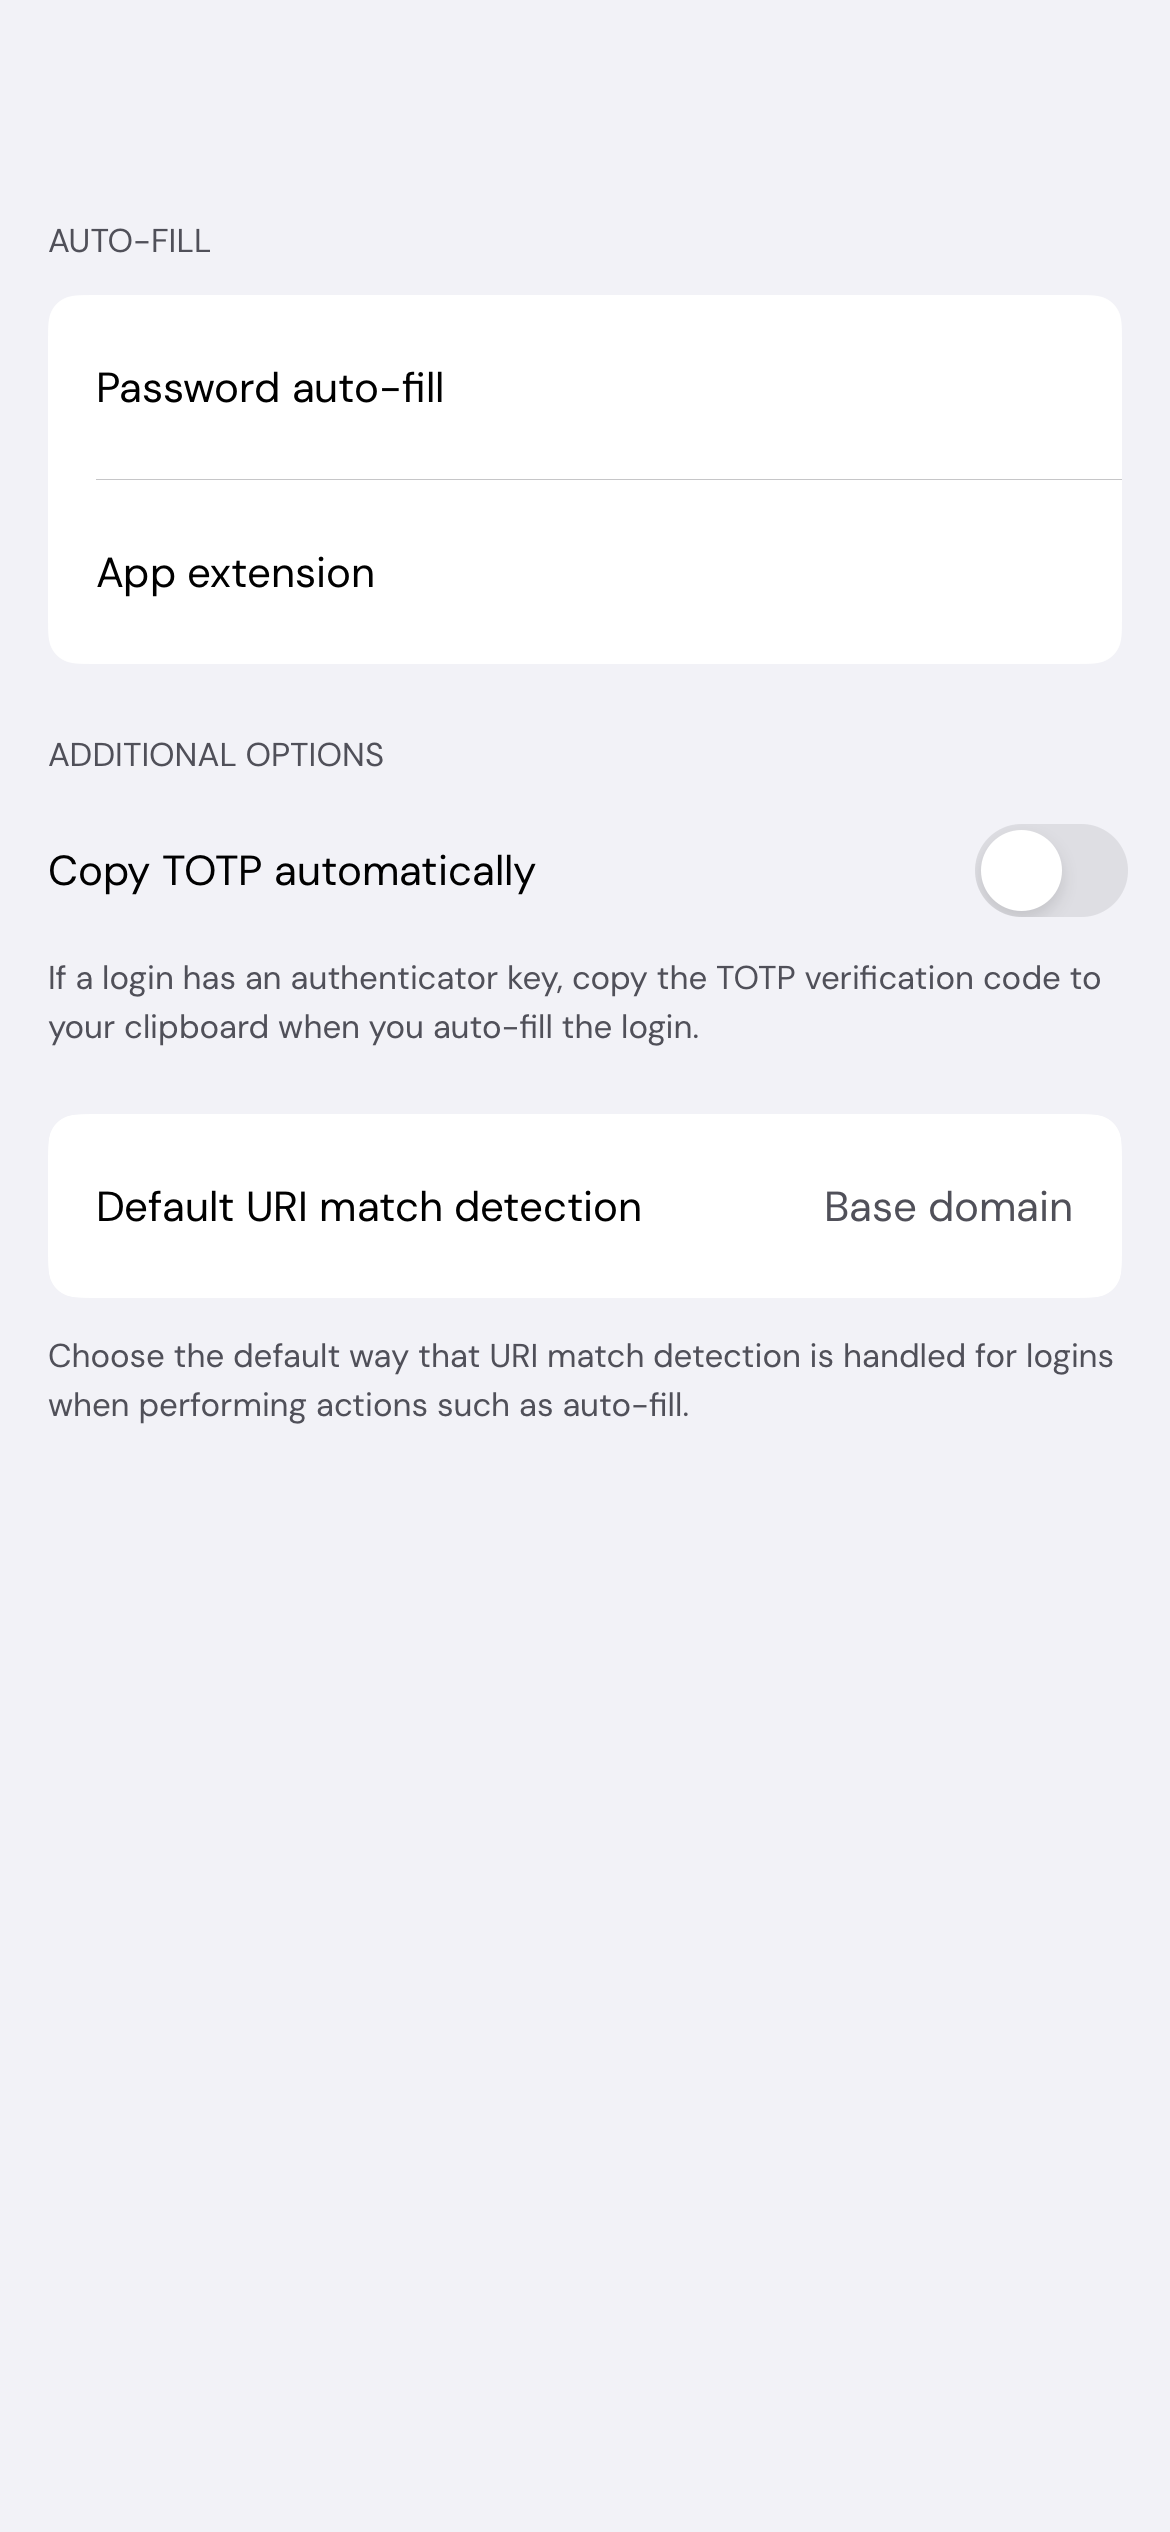 AUTO-FILL
Password auto-fill
App extension
ADDITIONAL OPTIONS
Copy TOTP automatically
If a login has an authenticator key, copy the TOTP verification code to
your clipboard when you auto-fill the login.
Default URI match detection Base domain
Choose the default way that URI match detection is handled for logins
when performing actions such as auto-fill.